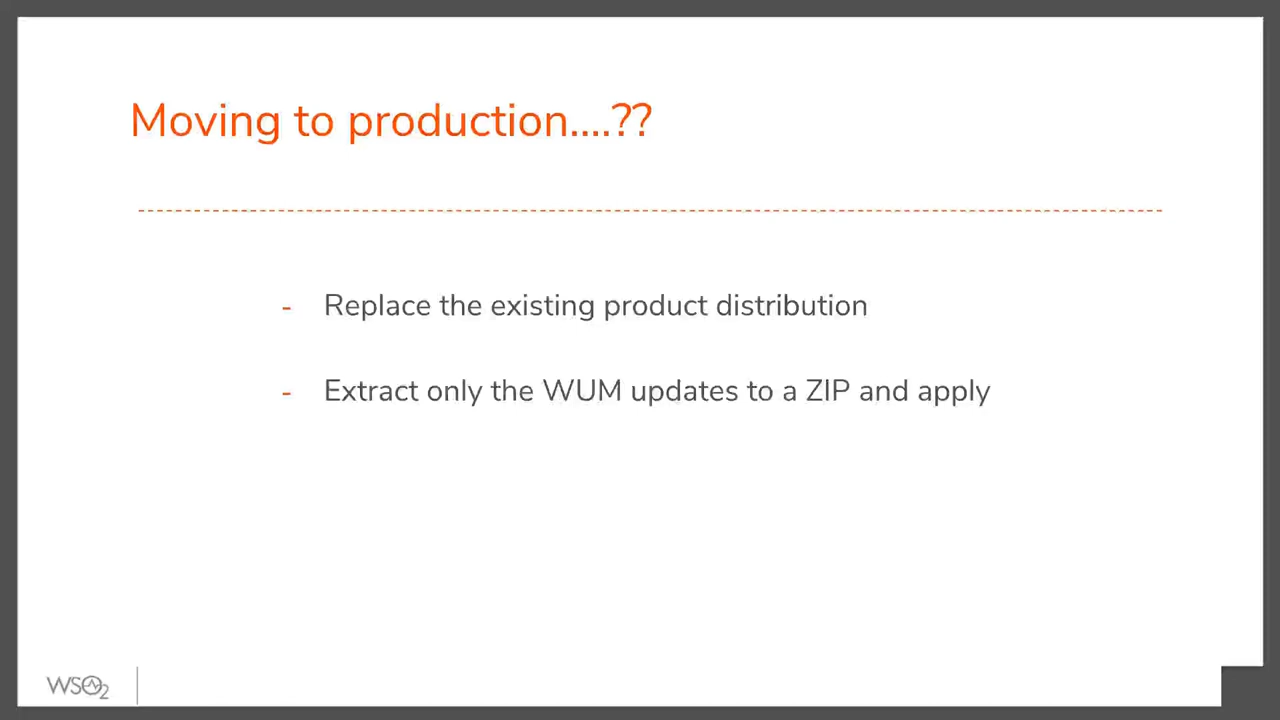 Moving to production....??
- Replace the existing product distribution
- Extract only the WUM updates to a ZIP and apply
WSO2